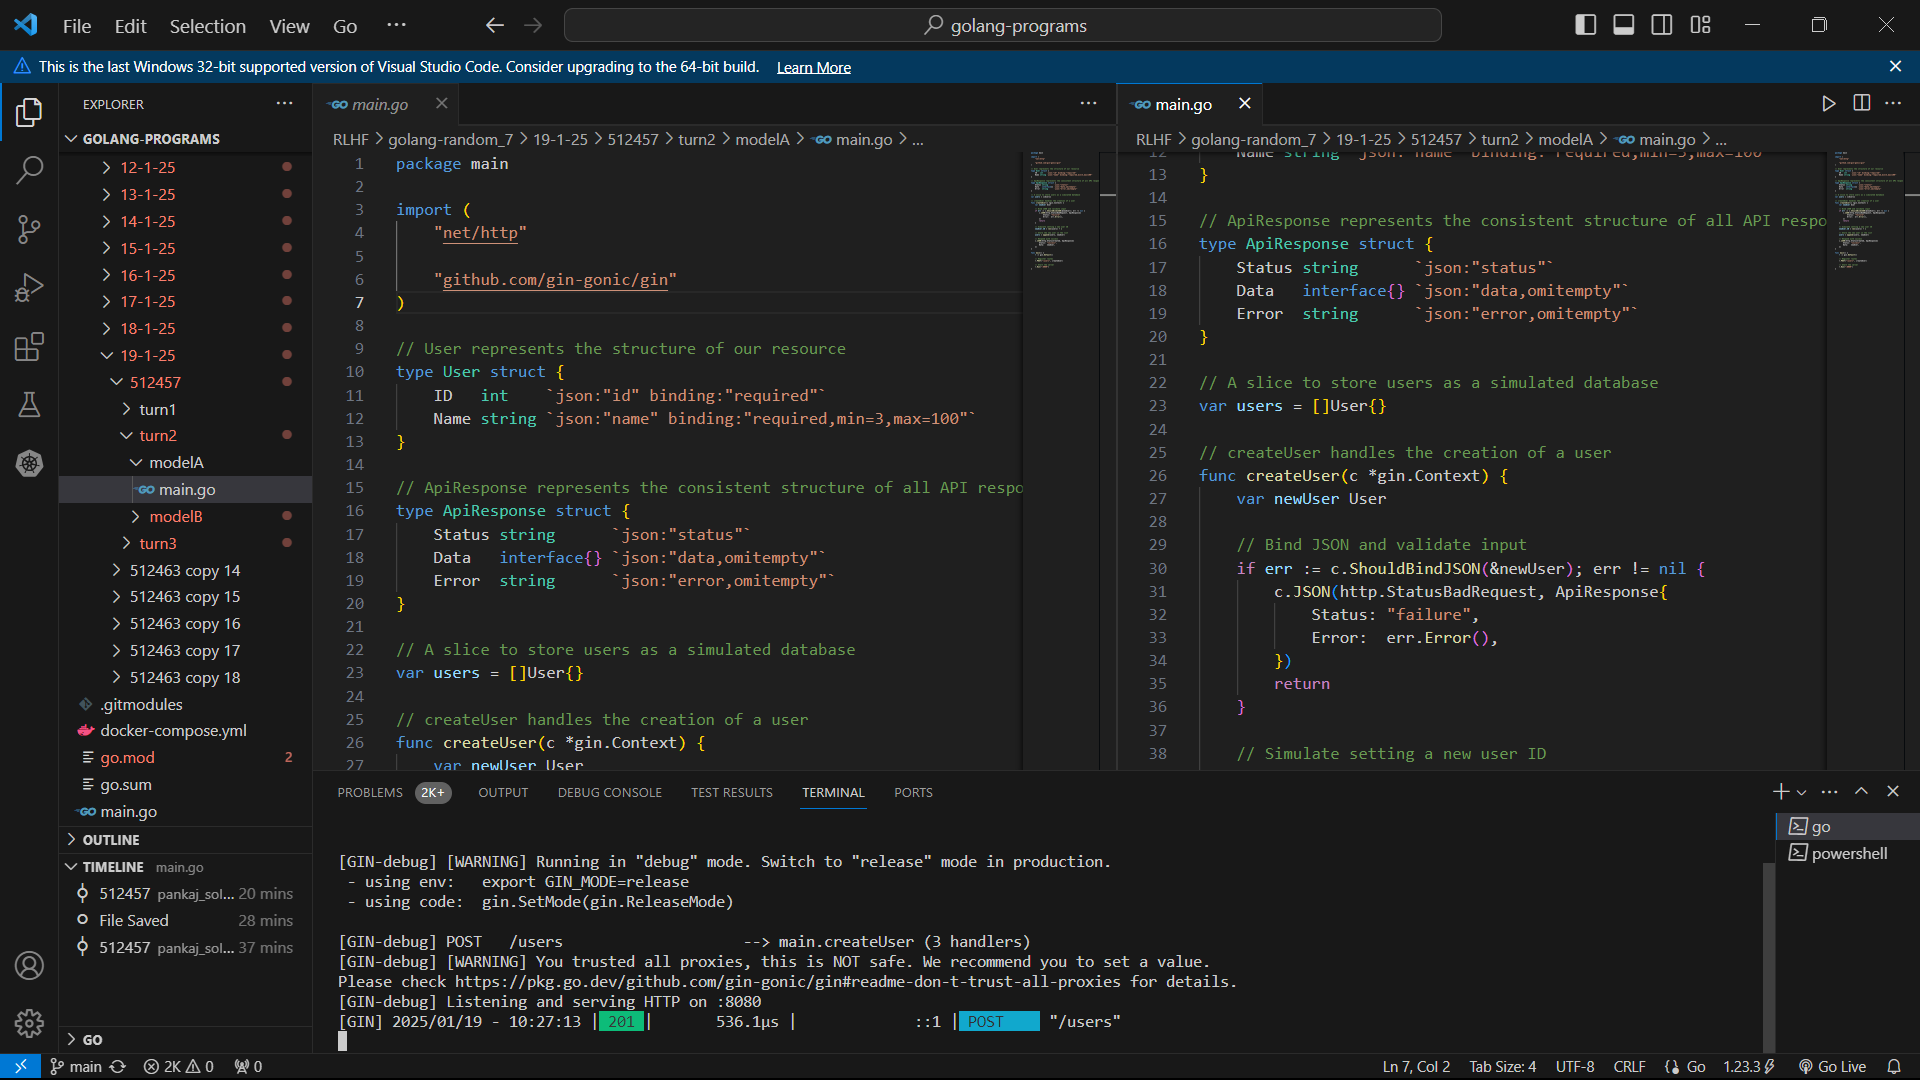 File Edit Selection View Go ···
golang-programs
This is the last Windows 32-bit supported version of Visual Studio Code. Consider upgrading to the 64-bit build. Learn More
EXPLORER
GOLANG-PROGRAMS
12-1-25
13-1-25
14-1-25
15-1-25
16-1-25
17-1-25
18-1-25
19-1-25
512457
turn1
turn2
modelA
main.go
modelB
turn3
512463 copy 14
512463 copy 15
512463 copy 16
512463 copy 17
512463 copy 18
.gitmodules
docker-compose.yml
go.mod 2
go.sum
main.go
OUTLINE
TIMELINE main.go
512457 pankaj_sol... 20 mins
File Saved 28 mins
512457 pankaj_sol... 37 mins
GO
main.go
RLHF > golang-random_7 > 19-1-25 > 512457 > turn2 > modelA > main.go > ...
1 package main
2
3 import (
4 "net/http"
5
6 "github.com/gin-gonic/gin"
7 )
8
9 // User represents the structure of our resource
10 type User struct {
11 ID int `json:"id" binding:"required"`
12 Name string `json:"name" binding:"required,min=3,max=100"`
13 }
14
15 // ApiResponse represents the consistent structure of all API respo
16 type ApiResponse struct {
17 Status string `json:"status"`
18 Data interface{} `json:"data,omitempty"`
19 Error string `json:"error,omitempty"`
20 }
21
22 // A slice to store users as a simulated database
23 var users = []User{}
24
25 // createUser handles the creation of a user
26 func createUser(c *gin.Context) {
27 var newUser User
main.go
RLHF > golang-random_7 > 19-1-25 > 512457 > turn2 > modelA > main.go > ...
12 Name string `json:"name" binding:"required,min=3,max=100"
13 }
14
15 // ApiResponse represents the consistent structure of all API respo
16 type ApiResponse struct {
17 Status string `json:"status"`
18 Data interface{} `json:"data,omitempty"`
19 Error string `json:"error,omitempty"`
20 }
21
22 // A slice to store users as a simulated database
23 var users = []User{}
24
25 // createUser handles the creation of a user
26 func createUser(c *gin.Context) {
27 var newUser User
28
29 // Bind JSON and validate input
30 if err := c.ShouldBindJSON(&newUser); err != nil {
31 c.JSON(http.StatusBadRequest, ApiResponse{
32 Status: "failure",
33 Error: err.Error(),
34 })
35 return
36 }
37
38 // Simulate setting a new user ID
PROBLEMS 2K+ OUTPUT DEBUG CONSOLE TEST RESULTS TERMINAL PORTS
[GIN-debug] [WARNING] Running in "debug" mode. Switch to "release" mode in production.
- using env: export GIN_MODE=release
- using code: gin.SetMode(gin.ReleaseMode)
[GIN-debug] POST /users --> main.createUser (3 handlers)
[GIN-debug] [WARNING] You trusted all proxies, this is NOT safe. We recommend you to set a value.
Please check https://pkg.go.dev/github.com/gin-gonic/gin#readme-don-t-trust-all-proxies for details.
[GIN-debug] Listening and serving HTTP on :8080
[GIN] 2025/01/19 - 10:27:13 | 201 | 536.1µs | ::1 | POST "/users"
go
powershell
main 2K 0 0 Ln 7, Col 2 Tab Size: 4 UTF-8 CRLF Go 1.23.3 Go Live